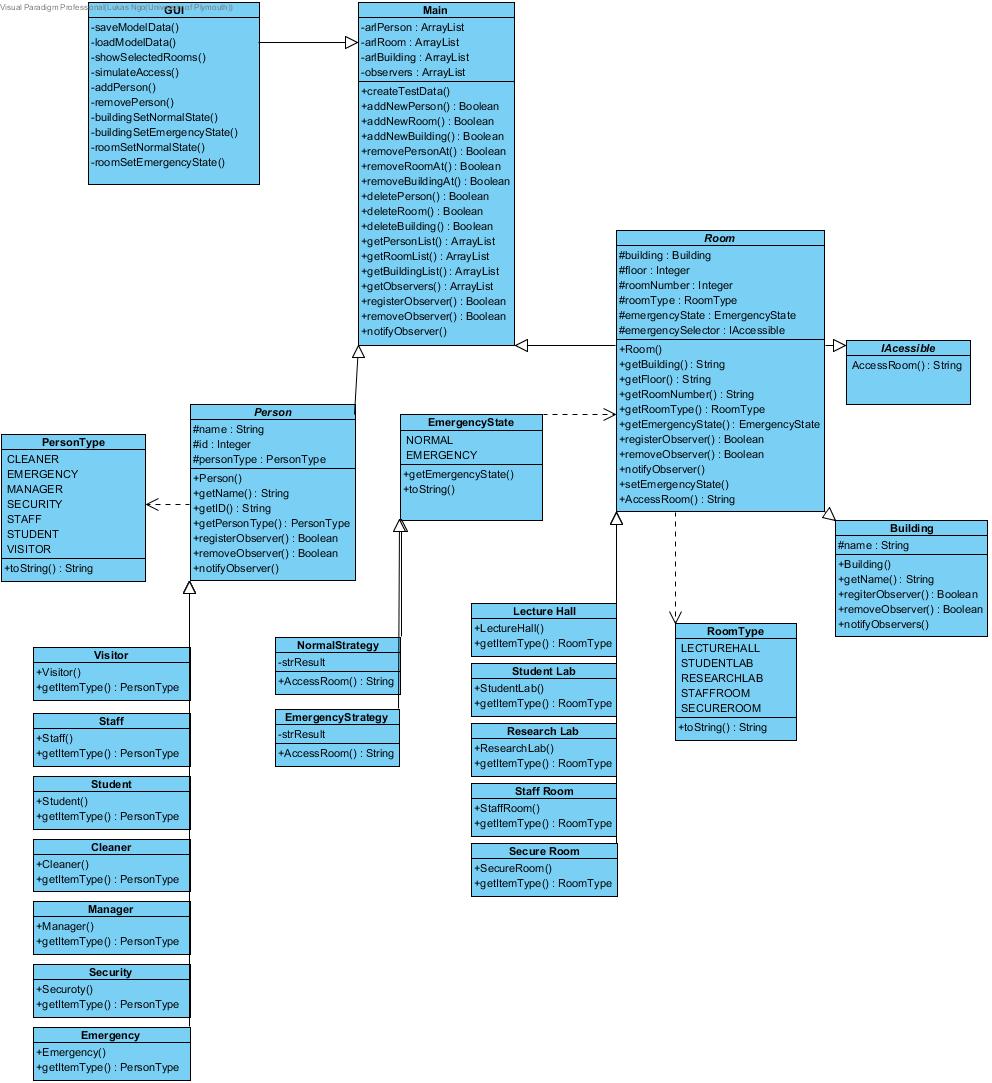 Visual Paradigm Professional(Lukas Ngo(University of Plymouth))
GUI
-saveModelData()
-loadModelData()
-showSelectedRooms()
-simulateAccess()
-addPerson()
-removePerson()
-buildingSetNormalState()
-buildingSetEmergencyState()
-roomSetNormalState()
-roomSetEmergencyState()
Main
-arlPerson : ArrayList
-arlRoom : ArrayList
-arlBuilding : ArrayList
-observers : ArrayList
+createTestData()
+addNewPerson() : Boolean
+addNewRoom() : Boolean
+addNewBuilding() : Boolean
+removePersonAt() : Boolean
+removeRoomAt() : Boolean
+removeBuildingAt() : Boolean
+deletePerson() : Boolean
+deleteRoom() : Boolean
+deleteBuilding() : Boolean
+getPersonList() : ArrayList
+getRoomList() : ArrayList
+getBuildingList() : ArrayList
+getObservers() : ArrayList
+registerObserver() : Boolean
+removeObserver() : Boolean
+notifyObserver()
Room
#building : Building
#floor : Integer
#roomNumber : Integer
#roomType : RoomType
#emergencyState : EmergencyState
#emergencySelector : IAccessible
+Room()
+getBuilding() : String
+getFloor() : String
+getRoomNumber() : String
+getRoomType() : RoomType
+getEmergencyState() : EmergencyState
+registerObserver() : Boolean
+removeObserver() : Boolean
+notifyObserver()
+setEmergencyState()
+AccessRoom() : String
IAcessible
AccessRoom() : String
Person
#name : String
#id : Integer
#personType : PersonType
+Person()
+getName() : String
+getID() : String
+getPersonType() : PersonType
+registerObserver() : Boolean
+removeObserver() : Boolean
+notifyObserver()
PersonType
CLEANER
EMERGENCY
MANAGER
SECURITY
STAFF
STUDENT
VISITOR
+toString() : String
EmergencyState
NORMAL
EMERGENCY
+getEmergencyState()
+toString()
Building
#name : String
+Building()
+getName() : String
+regiterObserver() : Boolean
+removeObserver() : Boolean
+notifyObservers()
NormalStrategy
-strResult
+AccessRoom() : String
EmergencyStrategy
-strResult
+AccessRoom() : String
Lecture Hall
+LectureHall()
+getItemType() : RoomType
Student Lab
+StudentLab()
+getItemType() : RoomType
Research Lab
+ResearchLab()
+getItemType() : RoomType
Staff Room
+StaffRoom()
+getItemType() : RoomType
Secure Room
+SecureRoom()
+getItemType() : RoomType
RoomType
LECTUREHALL
STUDENTLAB
RESEARCHLAB
STAFFROOM
SECUREROOM
+toString() : String
Visitor
+Visitor()
+getItemType() : PersonType
Staff
+Staff()
+getItemType() : PersonType
Student
+Student()
+getItemType() : PersonType
Cleaner
+Cleaner()
+getItemType() : PersonType
Manager
+Manager()
+getItemType() : PersonType
Security
+Securoty()
+getItemType() : PersonType
Emergency
+Emergency()
+getItemType() : PersonType